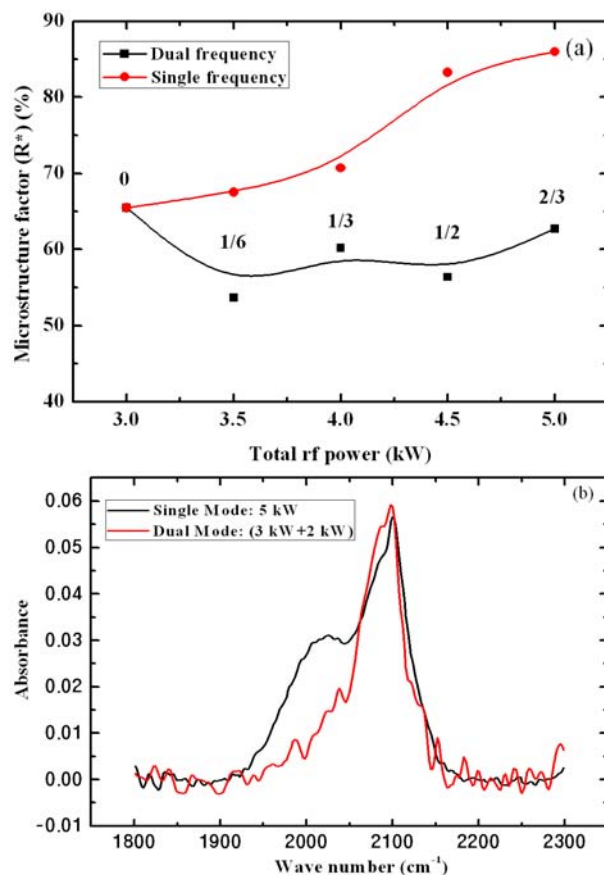 90
(a)
Dual frequency
Single frequency
80
Microstructure factor (R*) (%)
70
0
2/3
1/3
1/2
1/6
60
50
40
3.0 3.5 4.0 4.5 5.0
Total rf power (kW)
(b)
0.06
Single Mode: 5 kW
Dual Mode: (3 kW+2 kW)
0.05
0.04
Absorbance
0.03
0.02
0.01
0.00
-0.01
1800 1900 2000 2100 2200 2300
Wave number (cm⁻¹)